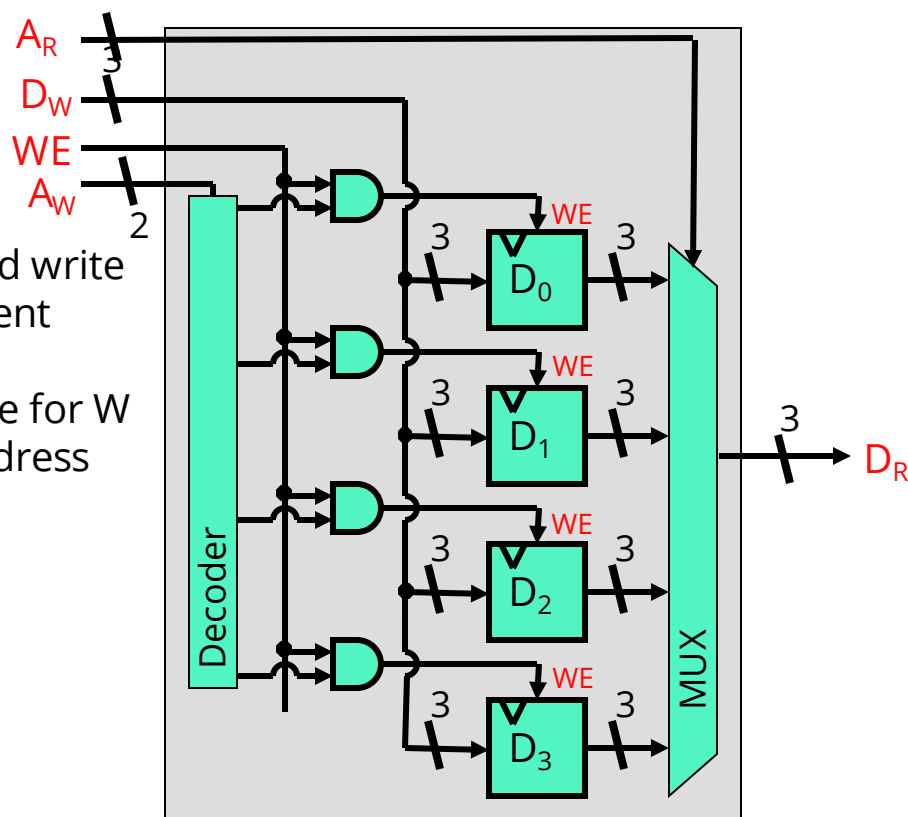 A_R
3
D_W
WE
A_W
2
d write
ent
e for W
dress
Decoder
WE
3
D_0
3
WE
3
D_1
3
3
D_R
WE
3
D_2
3
MUX
WE
3
D_3
3